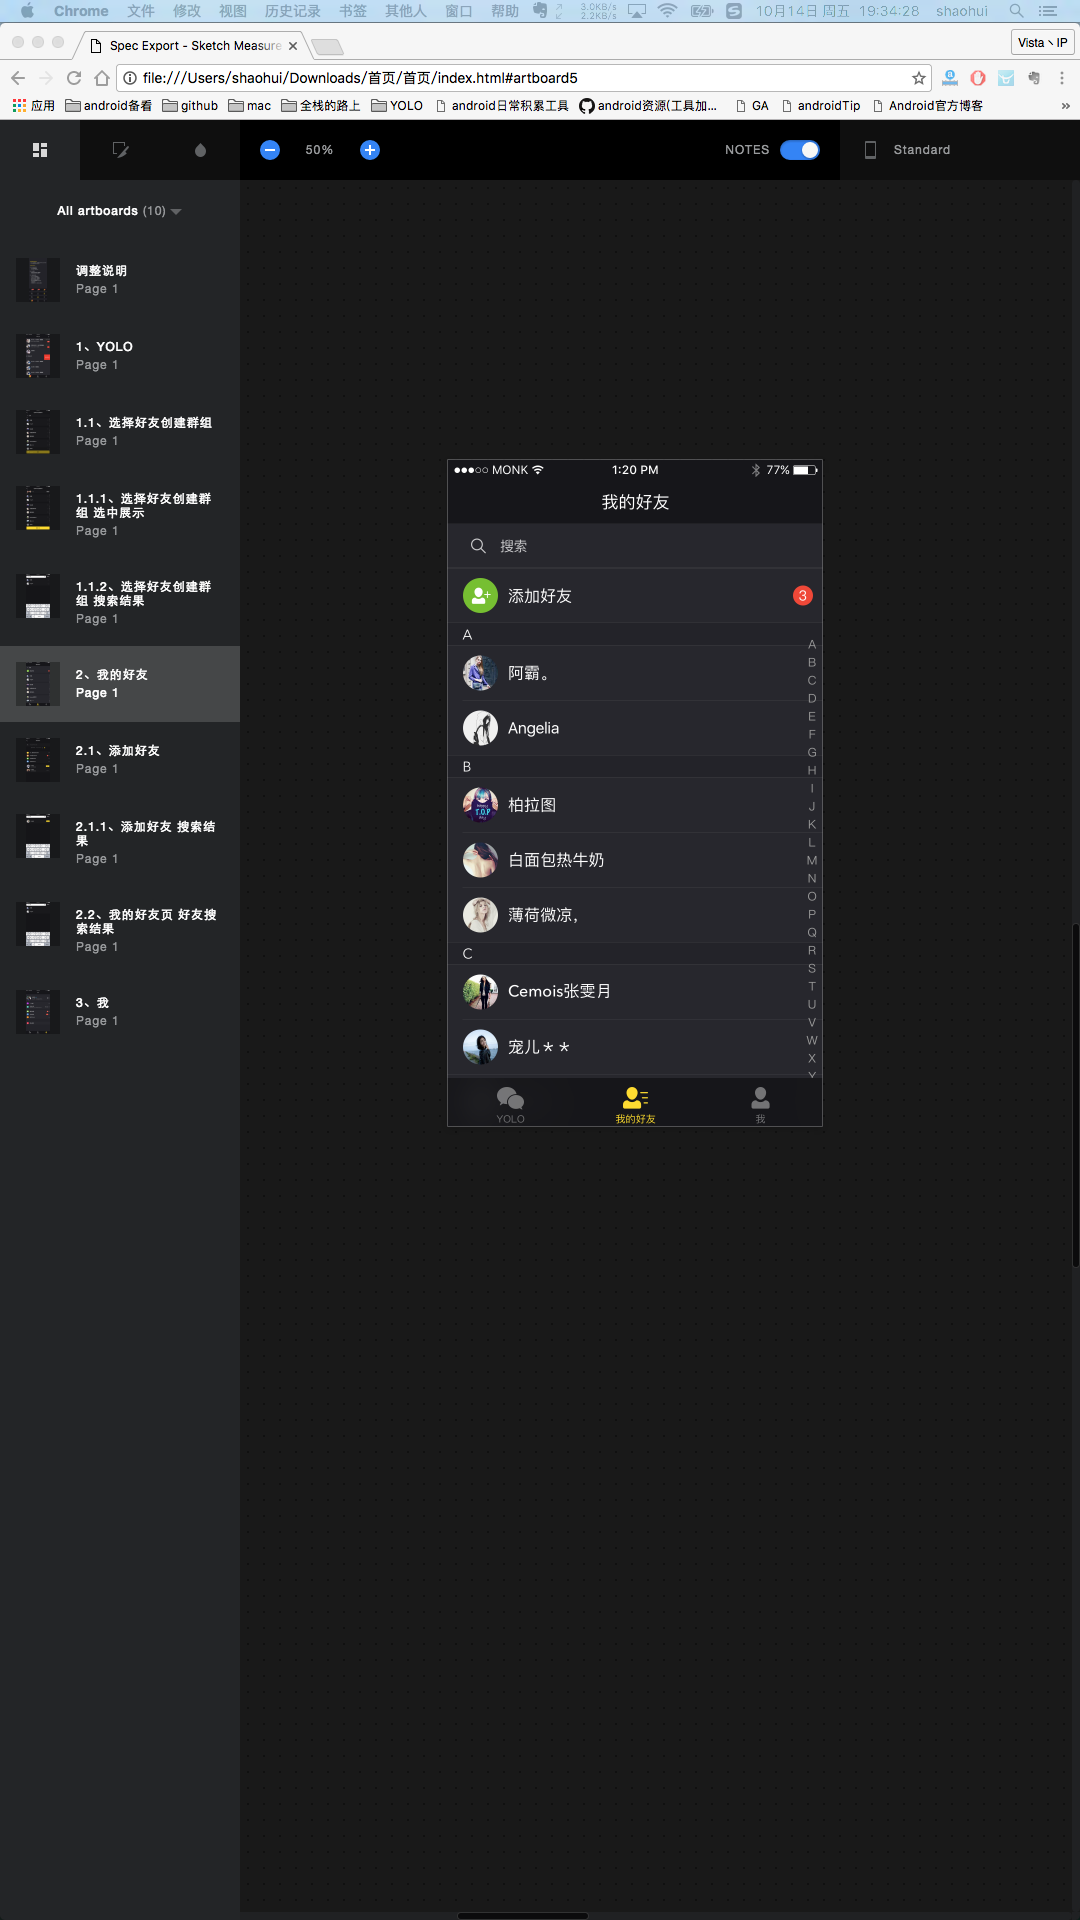 Chrome 文件 修改 视图 历史记录 书签 其他人 窗口 帮助 3.0KB/s 2.2KB/s 10月14日 周五 19:34:28 shaohui
Spec Export - Sketch Measure
Vista丶IP
file:///Users/shaohui/Downloads/首页/首页/index.html#artboard5
应用 android备看 github mac 全栈的路上 YOLO android日常积累工具 android资源(工具加... GA androidTip Android官方博客 »
50% NOTES Standard
All artboards (10)
调整说明
Page 1
1、YOLO
Page 1
1.1、选择好友创建群组
Page 1
1.1.1、选择好友创建群
组 选中展示
Page 1
1.1.2、选择好友创建群
组 搜索结果
Page 1
2、我的好友
Page 1
2.1、添加好友
Page 1
2.1.1、添加好友 搜索结
果
Page 1
2.2、我的好友页 好友搜
索结果
Page 1
3、我
Page 1
MONK 1:20 PM 77%
我的好友
搜索
添加好友 3
A
阿霸。
Angelia
B
柏拉图
白面包热牛奶
薄荷微凉,
C
Cemois张雯月
宠儿＊＊
A
B
C
D
E
F
G
H
I
J
K
L
M
N
O
P
Q
R
S
T
U
V
W
X
Y
YOLO 我的好友 我